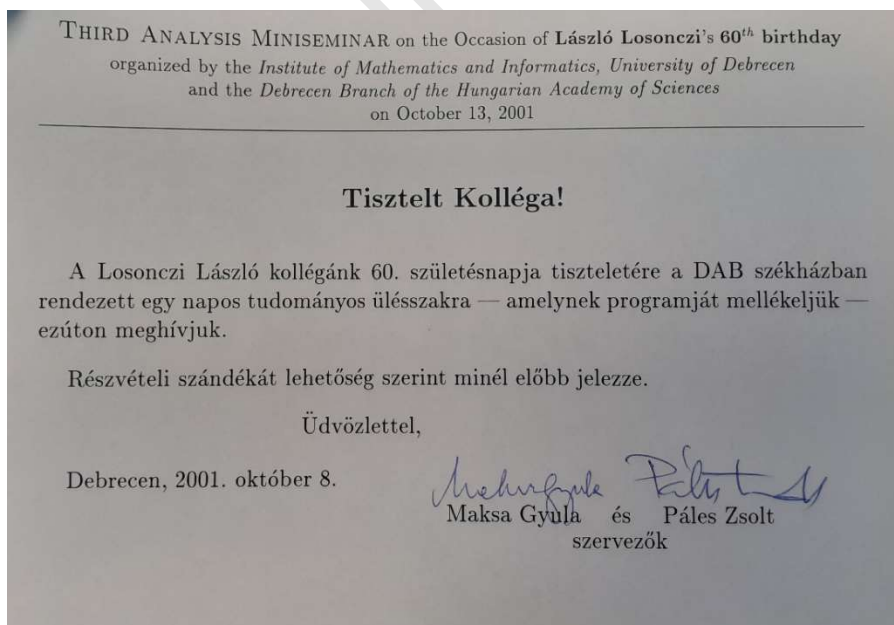 THIRD ANALYSIS MINISEMINAR on the Occasion of László Losonczi's 60th birthday
organized by the Institute of Mathematics and Informatics, University of Debrecen
and the Debrecen Branch of the Hungarian Academy of Sciences
on October 13, 2001
Tisztelt Kolléga!
A Losonczi László kollégánk 60. születésnapja tiszteletére a DAB székházban
rendezett egy napos tudományos ülésszakra — amelynek programját mellékeljük —
ezúton meghívjuk.
Részvételi szándékát lehetőség szerint minél előbb jelezze.
Üdvözlettel,
Debrecen, 2001. október 8.
Maksa Gyula és Páles Zsolt
szervezők